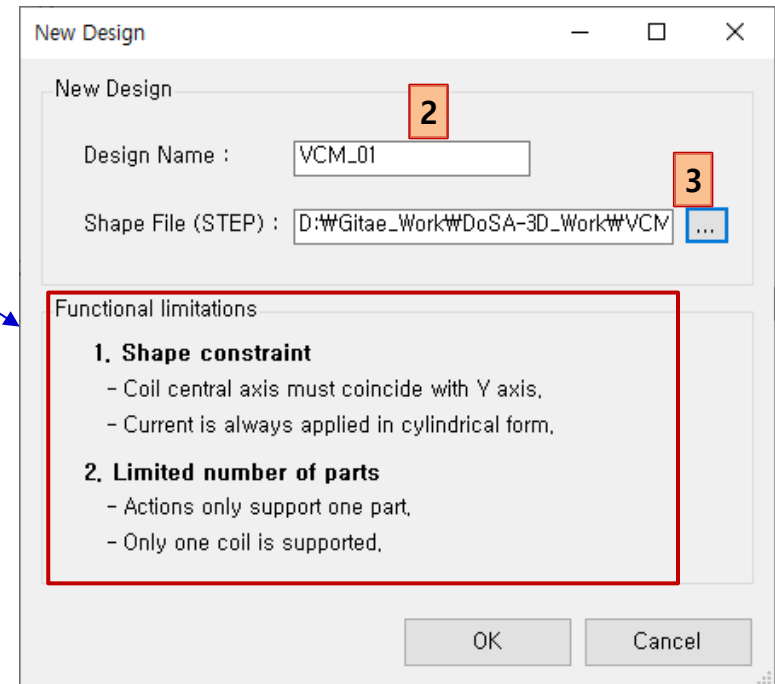 New Design
New Design
2
Design Name : VCM_01
3
Shape File (STEP) : D:₩Gitae_Work₩DoSA-3D_Work₩VCM ...
Functional limitations
1. Shape constraint
- Coil central axis must coincide with Y axis.
- Current is always applied in cylindrical form.
2. Limited number of parts
- Actions only support one part.
- Only one coil is supported.
OK Cancel